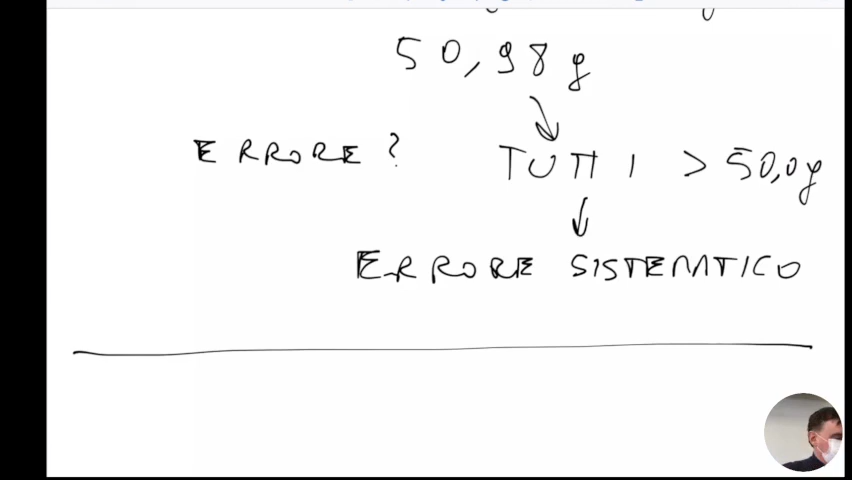 50,98 g
ERRORE ? TUTTI > 50,0 g
ERRORE SISTEMATICO